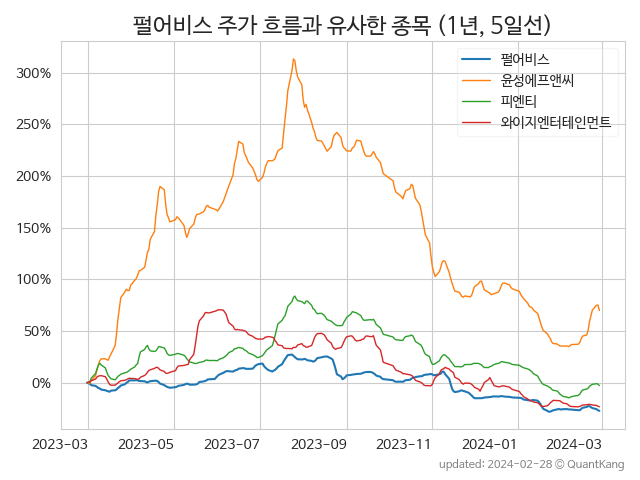 펄어비스 주가 흐름과 유사한 종목 (1년, 5일선)
펄어비스
윤성에프앤씨
피엔티
와이지엔터테인먼트
300%
250%
200%
150%
100%
50%
0%
2023-03 2023-05 2023-07 2023-09 2023-11 2024-01 2024-03
updated: 2024-02-28 © QuantKang